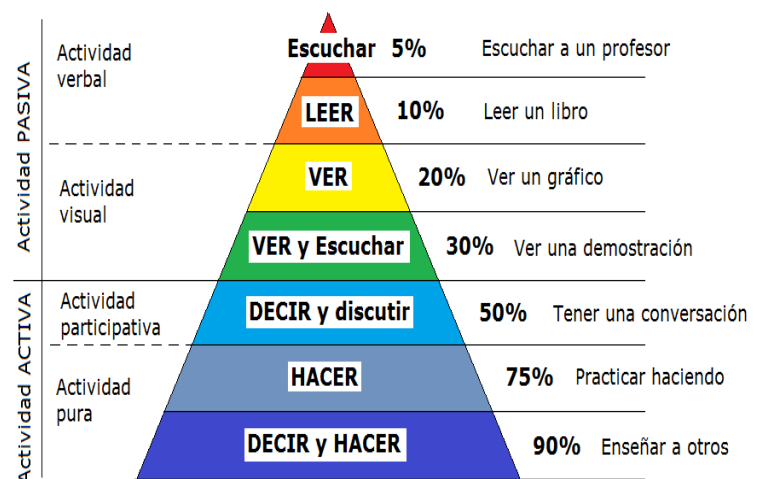 Actividad PASIVA
Actividad
verbal
Escuchar 5% Escuchar a un profesor
LEER 10% Leer un libro
Actividad
visual
VER 20% Ver un gráfico
VER y Escuchar 30% Ver una demostración
Actividad ACTIVA
Actividad
participativa
DECIR y discutir 50% Tener una conversación
Actividad
pura
HACER 75% Practicar haciendo
DECIR y HACER 90% Enseñar a otros